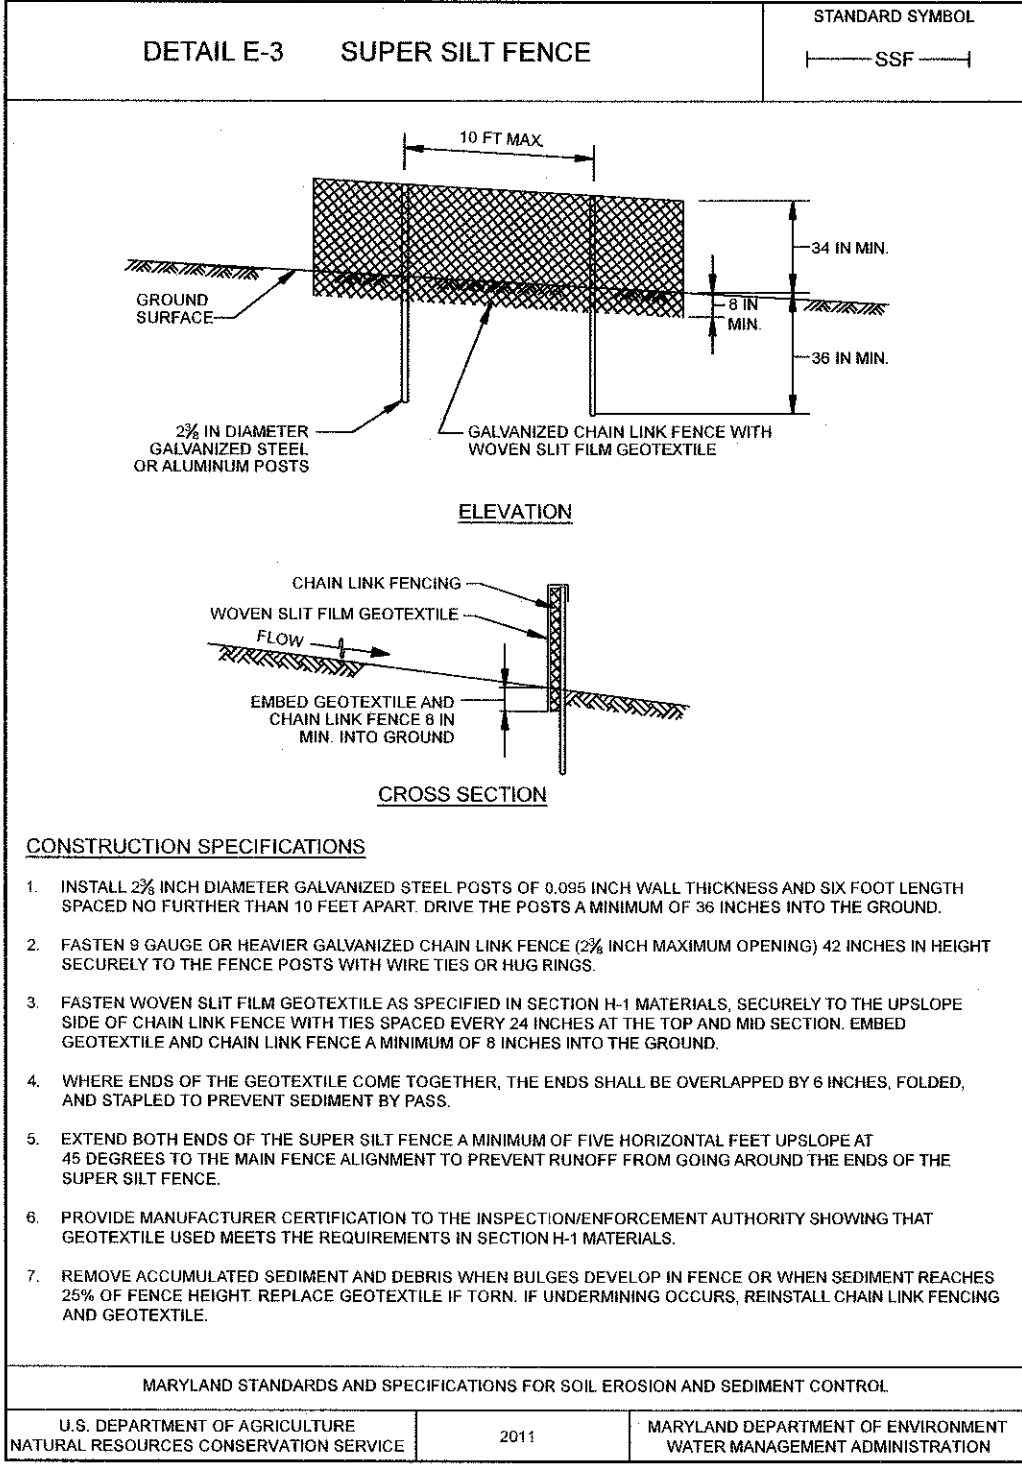 DETAIL E-3 SUPER SILT FENCE
STANDARD SYMBOL
SSF
10 FT MAX.
34 IN MIN.
GROUND
SURFACE
8 IN
MIN.
36 IN MIN.
2⅜ IN DIAMETER
GALVANIZED STEEL
OR ALUMINUM POSTS
GALVANIZED CHAIN LINK FENCE WITH
WOVEN SLIT FILM GEOTEXTILE
ELEVATION
CHAIN LINK FENCING
WOVEN SLIT FILM GEOTEXTILE
FLOW
EMBED GEOTEXTILE AND
CHAIN LINK FENCE 8 IN
MIN. INTO GROUND
CROSS SECTION
CONSTRUCTION SPECIFICATIONS
1. INSTALL 2⅜ INCH DIAMETER GALVANIZED STEEL POSTS OF 0.095 INCH WALL THICKNESS AND SIX FOOT LENGTH
SPACED NO FURTHER THAN 10 FEET APART. DRIVE THE POSTS A MINIMUM OF 36 INCHES INTO THE GROUND.
2. FASTEN 9 GAUGE OR HEAVIER GALVANIZED CHAIN LINK FENCE (2⅜ INCH MAXIMUM OPENING) 42 INCHES IN HEIGHT
SECURELY TO THE FENCE POSTS WITH WIRE TIES OR HUG RINGS.
3. FASTEN WOVEN SLIT FILM GEOTEXTILE AS SPECIFIED IN SECTION H-1 MATERIALS, SECURELY TO THE UPSLOPE
SIDE OF CHAIN LINK FENCE WITH TIES SPACED EVERY 24 INCHES AT THE TOP AND MID SECTION. EMBED
GEOTEXTILE AND CHAIN LINK FENCE A MINIMUM OF 8 INCHES INTO THE GROUND.
4. WHERE ENDS OF THE GEOTEXTILE COME TOGETHER, THE ENDS SHALL BE OVERLAPPED BY 6 INCHES, FOLDED,
AND STAPLED TO PREVENT SEDIMENT BY PASS.
5. EXTEND BOTH ENDS OF THE SUPER SILT FENCE A MINIMUM OF FIVE HORIZONTAL FEET UPSLOPE AT
45 DEGREES TO THE MAIN FENCE ALIGNMENT TO PREVENT RUNOFF FROM GOING AROUND THE ENDS OF THE
SUPER SILT FENCE.
6. PROVIDE MANUFACTURER CERTIFICATION TO THE INSPECTION/ENFORCEMENT AUTHORITY SHOWING THAT
GEOTEXTILE USED MEETS THE REQUIREMENTS IN SECTION H-1 MATERIALS.
7. REMOVE ACCUMULATED SEDIMENT AND DEBRIS WHEN BULGES DEVELOP IN FENCE OR WHEN SEDIMENT REACHES
25% OF FENCE HEIGHT. REPLACE GEOTEXTILE IF TORN. IF UNDERMINING OCCURS, REINSTALL CHAIN LINK FENCING
AND GEOTEXTILE.
MARYLAND STANDARDS AND SPECIFICATIONS FOR SOIL EROSION AND SEDIMENT CONTROL
U.S. DEPARTMENT OF AGRICULTURE
NATURAL RESOURCES CONSERVATION SERVICE
2011
MARYLAND DEPARTMENT OF ENVIRONMENT
WATER MANAGEMENT ADMINISTRATION